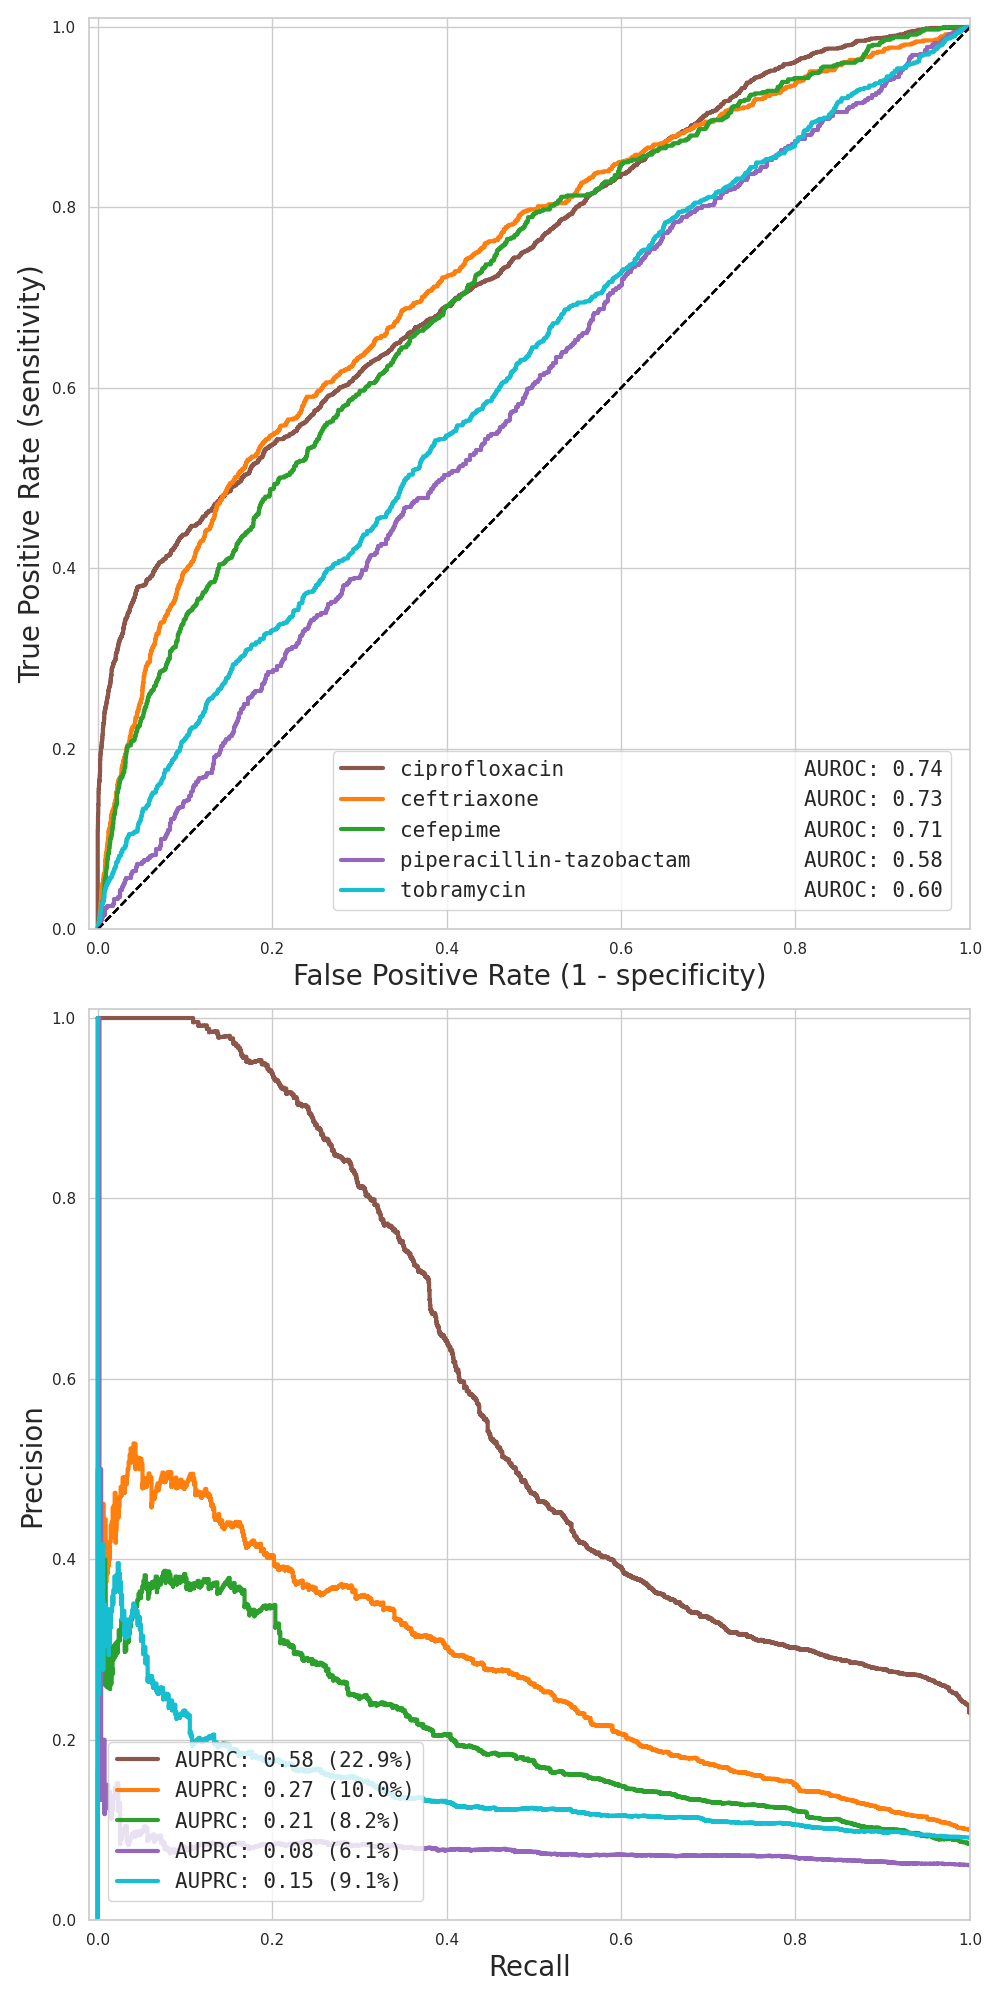 1.0
0.8
0.6
0.4
0.2
0.0
True Positive Rate (sensitivity)
ciprofloxacin AUROC: 0.74
ceftriaxone AUROC: 0.73
cefepime AUROC: 0.71
piperacillin-tazobactam AUROC: 0.58
tobramycin AUROC: 0.60
0.0 0.2 0.4 0.6 0.8 1.0
False Positive Rate (1 - specificity)
1.0
0.8
0.6
0.4
0.2
0.0
Precision
AUPRC: 0.58 (22.9%)
AUPRC: 0.27 (10.0%)
AUPRC: 0.21 (8.2%)
AUPRC: 0.08 (6.1%)
AUPRC: 0.15 (9.1%)
0.0 0.2 0.4 0.6 0.8 1.0
Recall